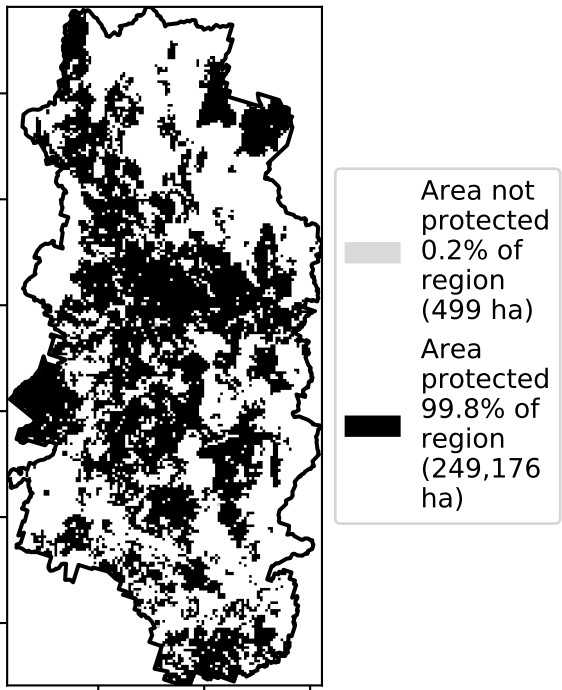 Area not
protected
0.2% of
region
(499 ha)
Area
protected
99.8% of
region
(249,176
ha)